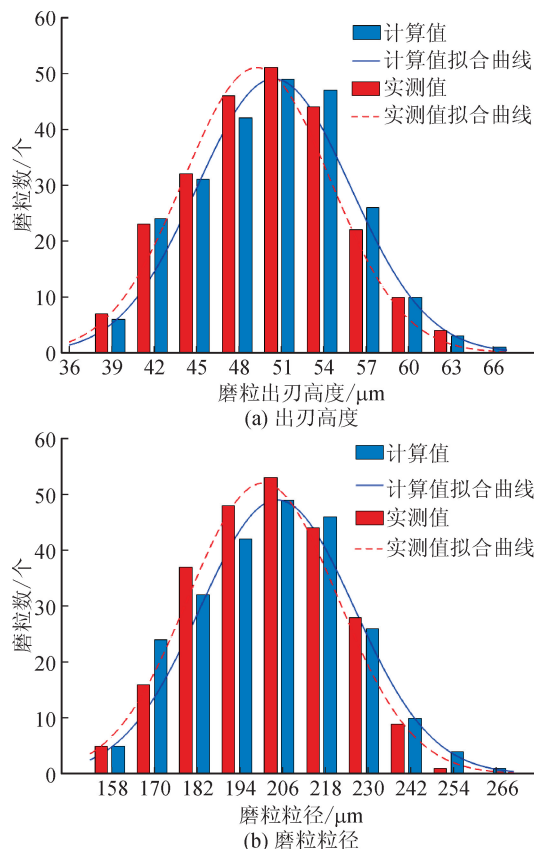 60
50
40
30
20
10
0
磨粒数/个
计算值
计算值拟合曲线
实测值
实测值拟合曲线
36 39 42 45 48 51 54 57 60 63 66
磨粒出刃高度/μm
(a) 出刃高度
60
50
40
30
20
10
0
磨粒数/个
计算值
计算值拟合曲线
实测值
实测值拟合曲线
158 170 182 194 206 218 230 242 254 266
磨粒粒径/μm
(b) 磨粒粒径